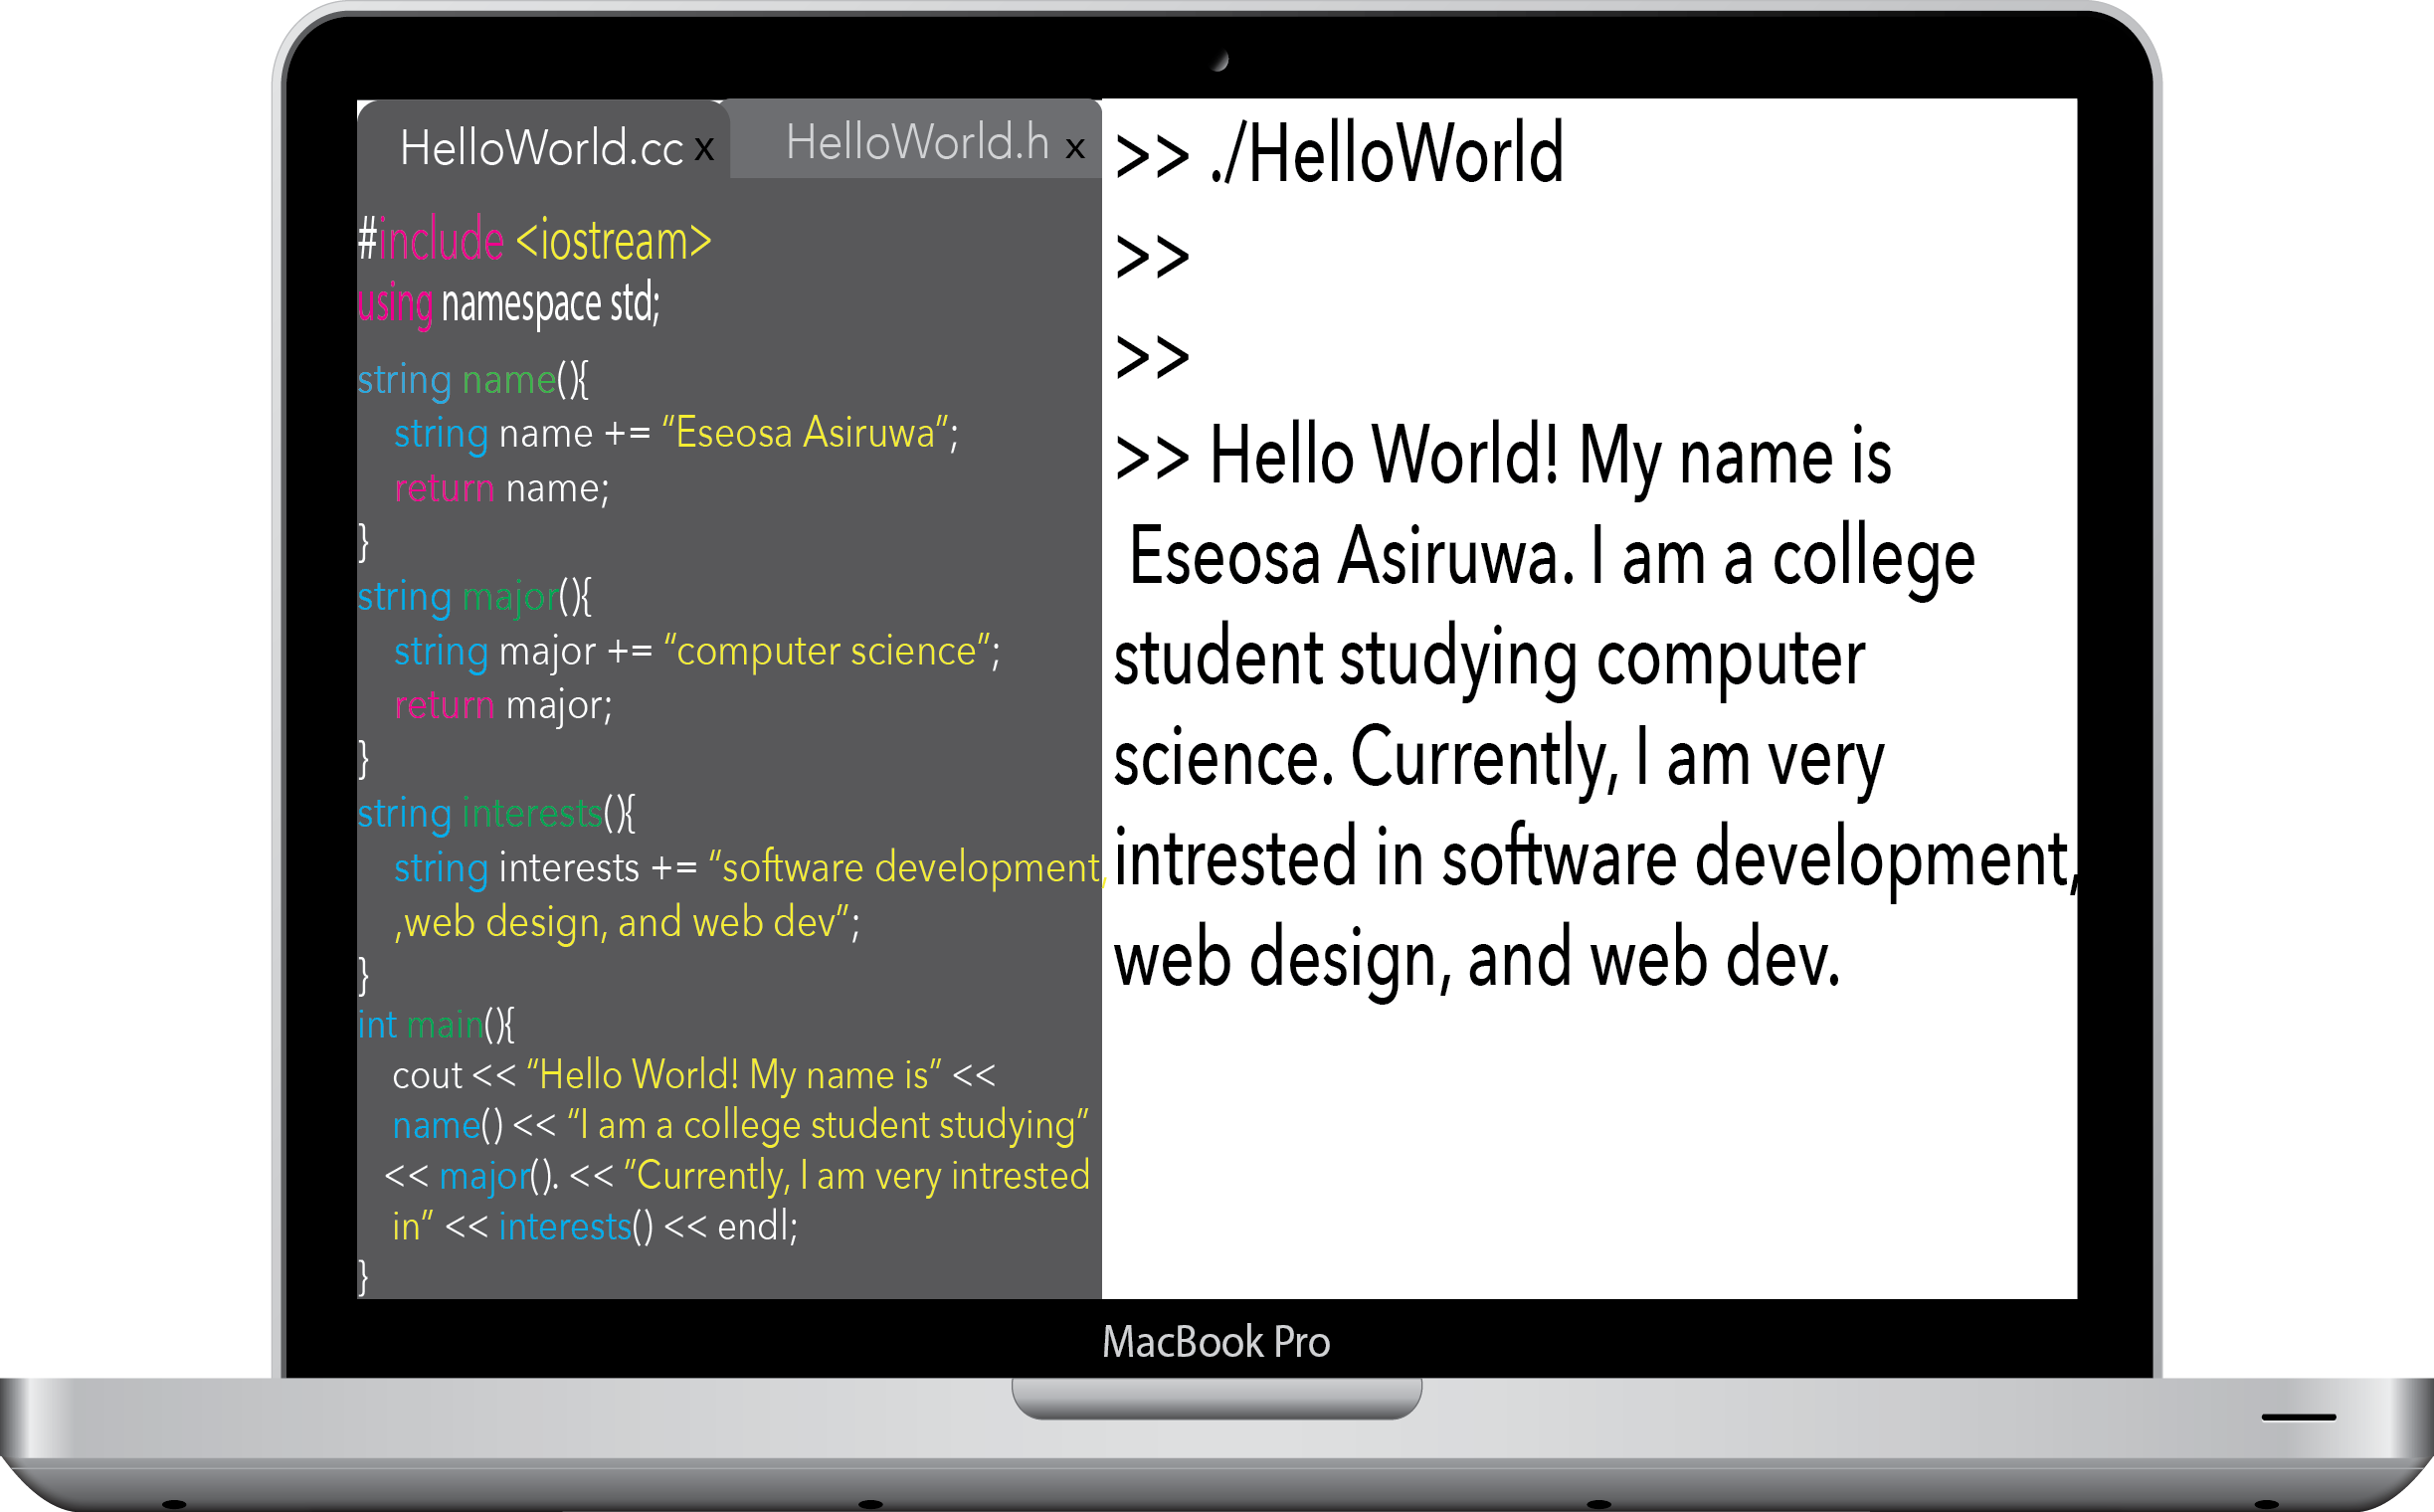 HelloWorld.cc x
HelloWorld.h x
#include <iostream>
using namespace std;
string name(){
string name += “Eseosa Asiruwa”;
return name;
}
string major(){
string major += “computer science”;
return major;
}
string interests(){
string interests += “software development,
,web design, and web dev”;
}
int main(){
cout << “Hello World! My name is” <<
name() << “I am a college student studying”
<< major(). << “Currently, I am very intrested
in” << interests() << endl;
}
>> ./HelloWorld
>>
>>
>> Hello World! My name is
Eseosa Asiruwa. I am a college
student studying computer
science. Currently, I am very
intrested in software development,
web design, and web dev.
MacBook Pro